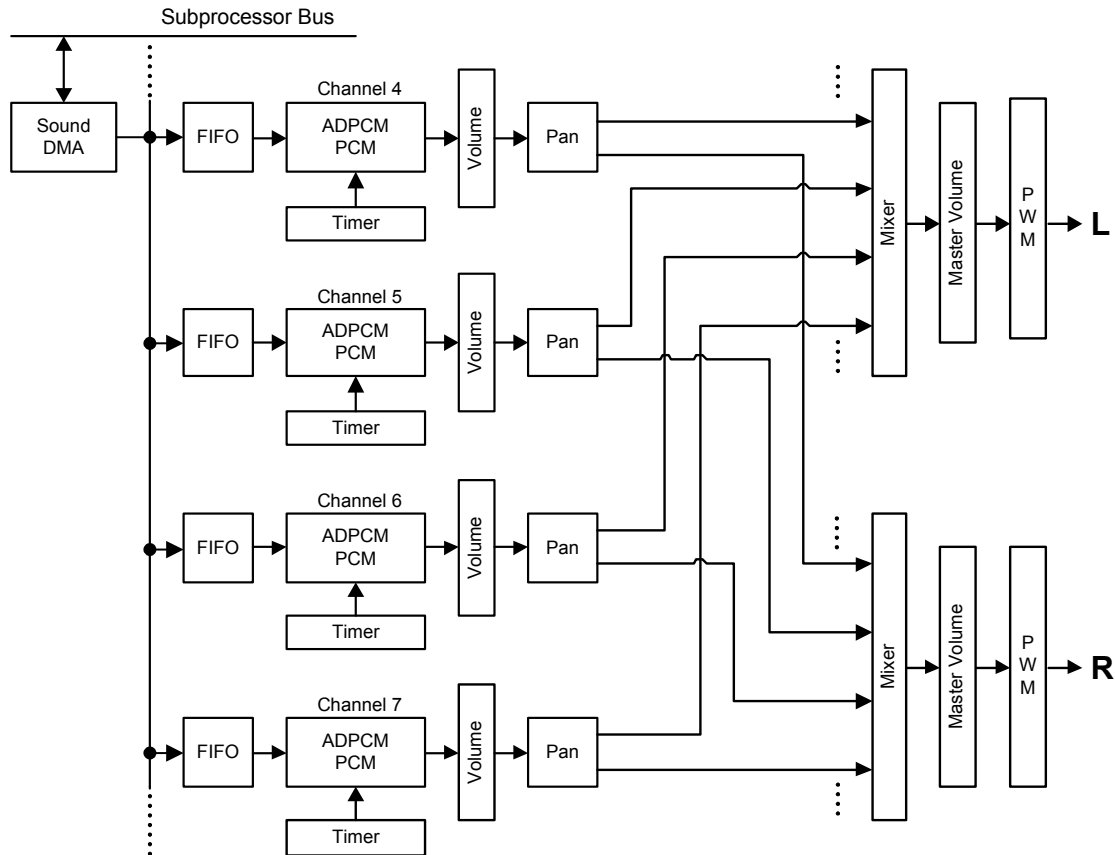 Subprocessor Bus
Sound
DMA
FIFO
Channel 4
ADPCM
PCM
Timer
Volume
Pan
FIFO
Channel 5
ADPCM
PCM
Timer
Volume
Pan
FIFO
Channel 6
ADPCM
PCM
Timer
Volume
Pan
FIFO
Channel 7
ADPCM
PCM
Timer
Volume
Pan
Mixer
Master Volume
P
W
M
L
Mixer
Master Volume
P
W
M
R